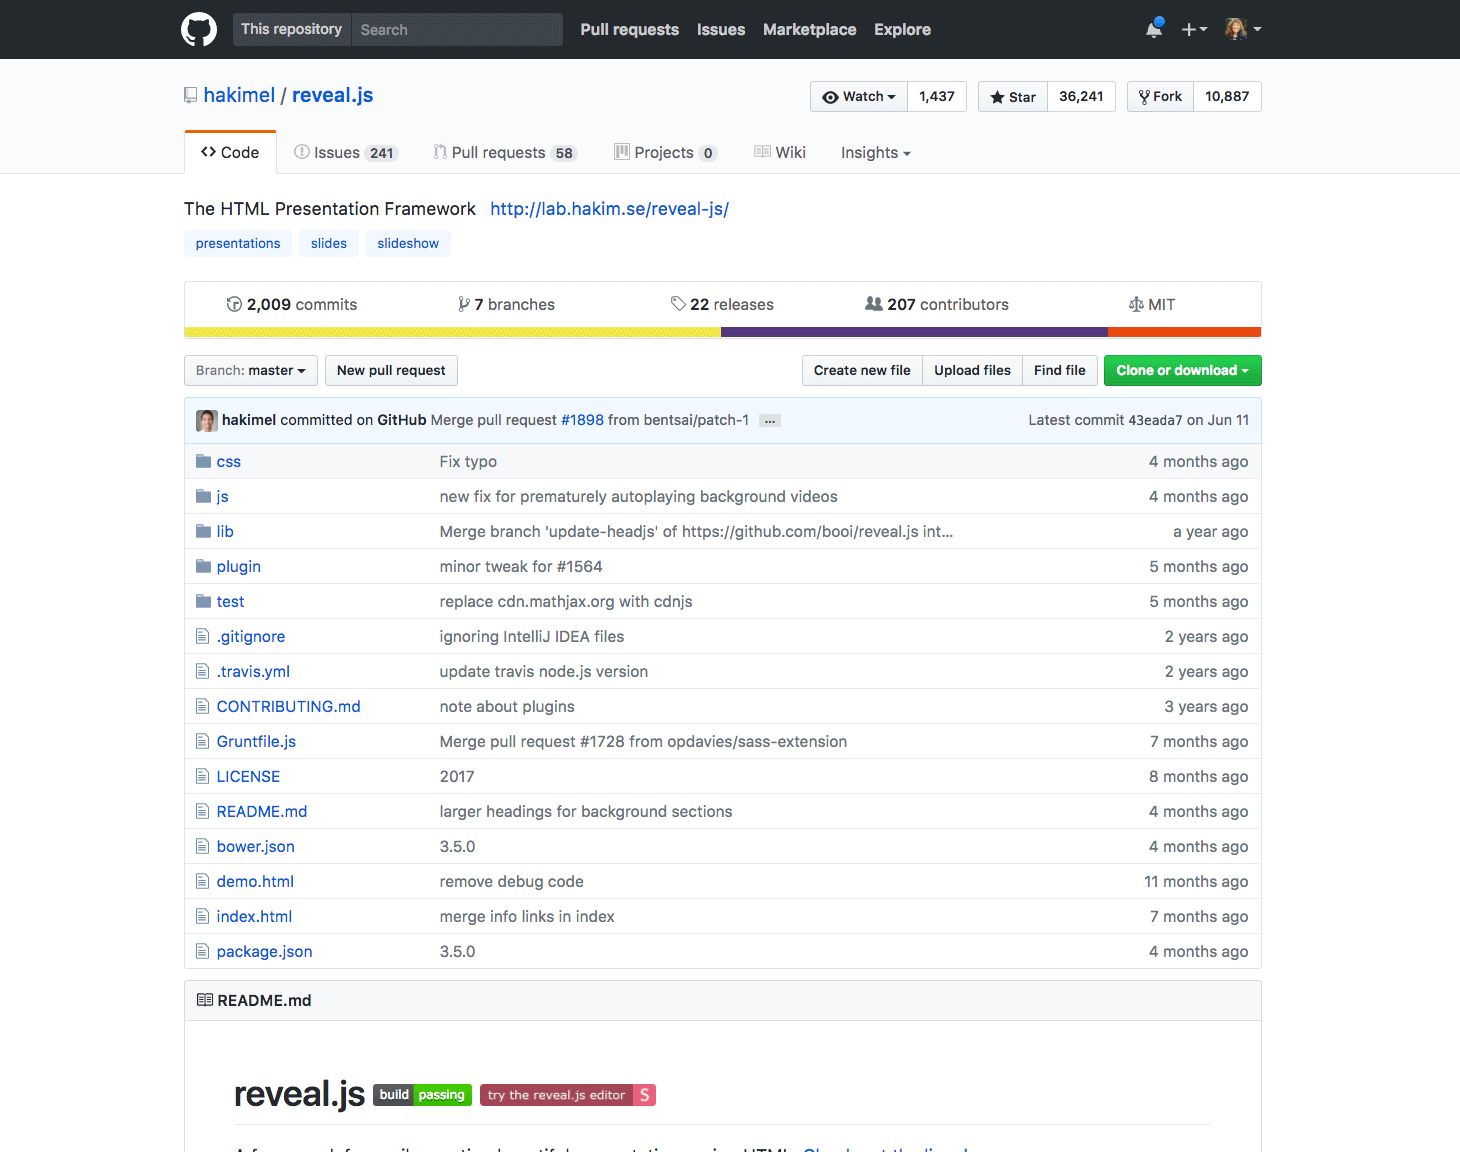 This repository Search Pull requests Issues Marketplace Explore
hakimel / reveal.js Watch 1,437 Star 36,241 Fork 10,887
Code Issues 241 Pull requests 58 Projects 0 Wiki Insights
The HTML Presentation Framework http://lab.hakim.se/reveal-js/
presentations slides slideshow
2,009 commits 7 branches 22 releases 207 contributors MIT
Branch: master New pull request Create new file Upload files Find file Clone or download
hakimel committed on GitHub Merge pull request #1898 from bentsai/patch-1 ... Latest commit 43eada7 on Jun 11
css Fix typo 4 months ago
js new fix for prematurely autoplaying background videos 4 months ago
lib Merge branch 'update-headjs' of https://github.com/booi/reveal.js int... a year ago
plugin minor tweak for #1564 5 months ago
test replace cdn.mathjax.org with cdnjs 5 months ago
.gitignore ignoring IntelliJ IDEA files 2 years ago
.travis.yml update travis node.js version 2 years ago
CONTRIBUTING.md note about plugins 3 years ago
Gruntfile.js Merge pull request #1728 from opdavies/sass-extension 7 months ago
LICENSE 2017 8 months ago
README.md larger headings for background sections 4 months ago
bower.json 3.5.0 4 months ago
demo.html remove debug code 11 months ago
index.html merge info links in index 7 months ago
package.json 3.5.0 4 months ago
README.md
reveal.js build passing try the reveal.js editor S